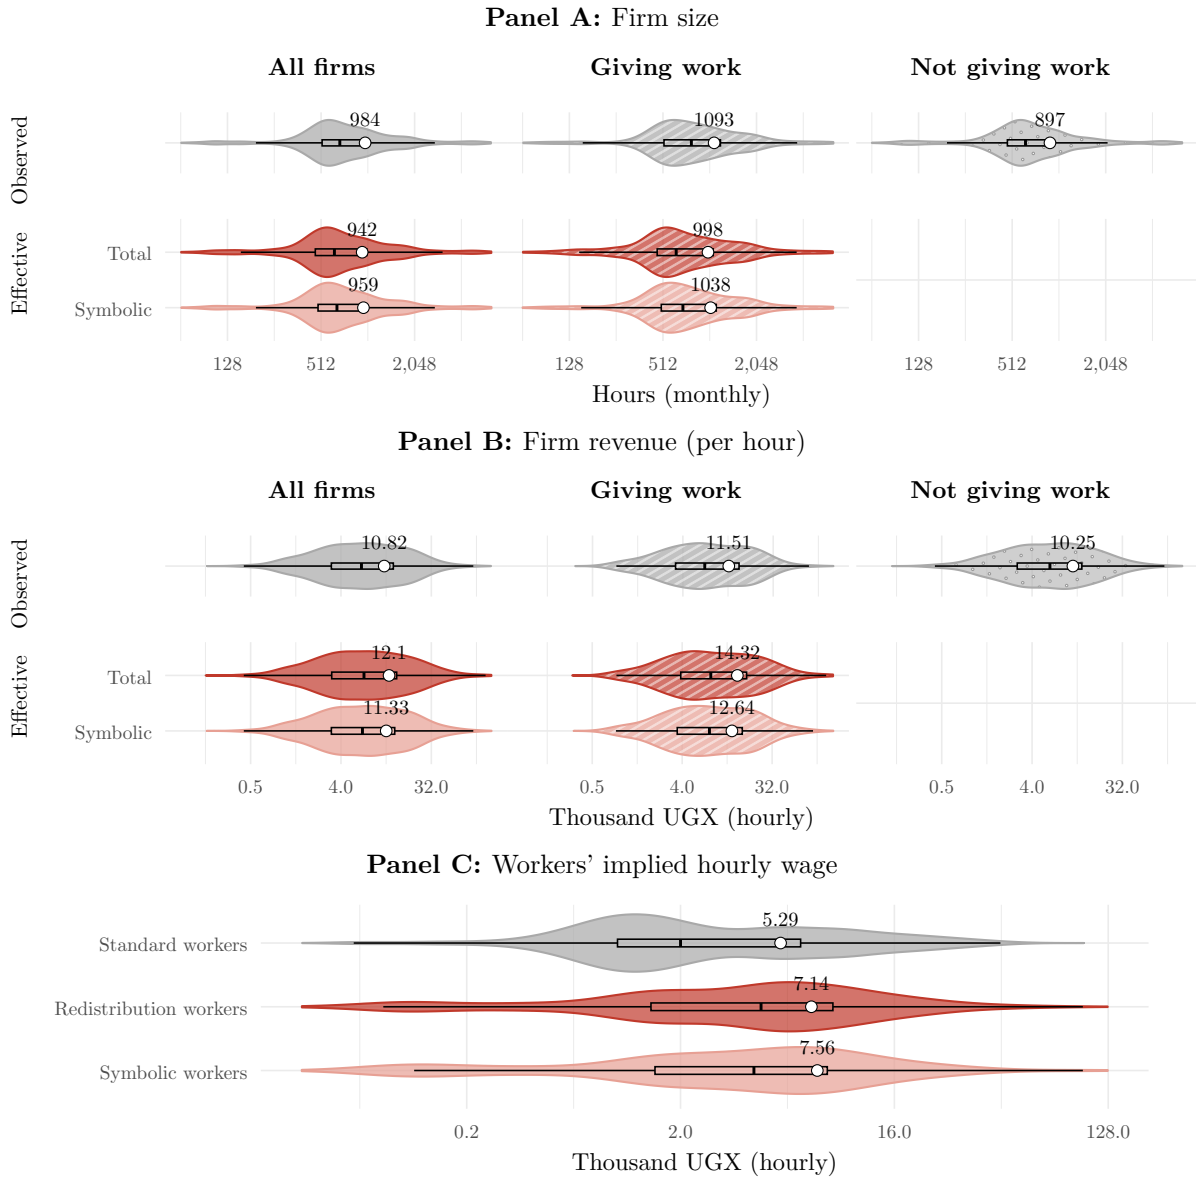 Panel A: Firm size
All firms Giving work Not giving work
Observed
984 1093 897
Effective
Total 942 998
Symbolic 959 1038
128 512 2,048 128 512 2,048 128 512 2,048
Hours (monthly)
Panel B: Firm revenue (per hour)
All firms Giving work Not giving work
Observed
10.82 11.51 10.25
Effective
Total 12.1 14.32
Symbolic 11.33 12.64
0.5 4.0 32.0 0.5 4.0 32.0 0.5 4.0 32.0
Thousand UGX (hourly)
Panel C: Workers' implied hourly wage
Standard workers 5.29
Redistribution workers 7.14
Symbolic workers 7.56
0.2 2.0 16.0 128.0
Thousand UGX (hourly)